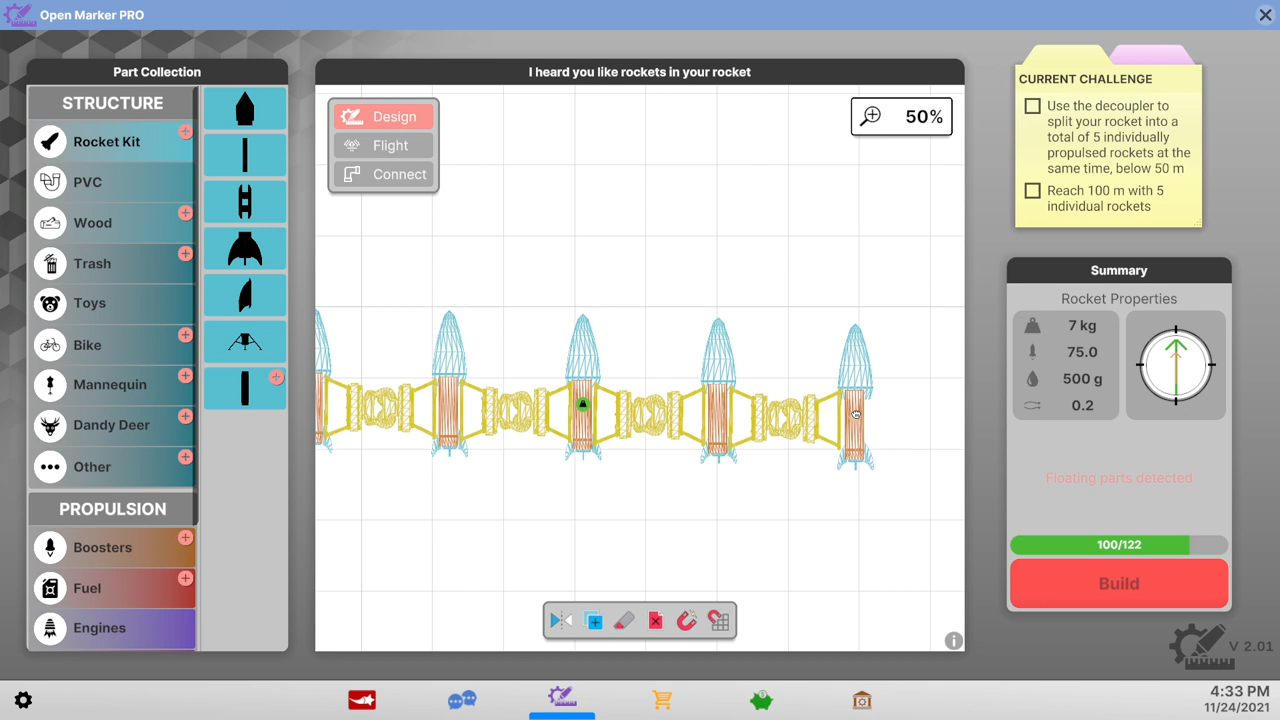 Open Marker PRO
Part Collection
STRUCTURE
Rocket Kit
PVC
Wood
Trash
Toys
Bike
Mannequin
Dandy Deer
Other
PROPULSION
Boosters
Fuel
Engines
I heard you like rockets in your rocket
Design
Flight
Connect
50%
CURRENT CHALLENGE
Use the decoupler to
split your rocket into a
total of 5 individually
propulsed rockets at the
same time, below 50 m
Reach 100 m with 5
individual rockets
Summary
Rocket Properties
7 kg
75.0
500 g
0.2
Floating parts detected
100/122
Build
V 2.01
4:33 PM
11/24/2021